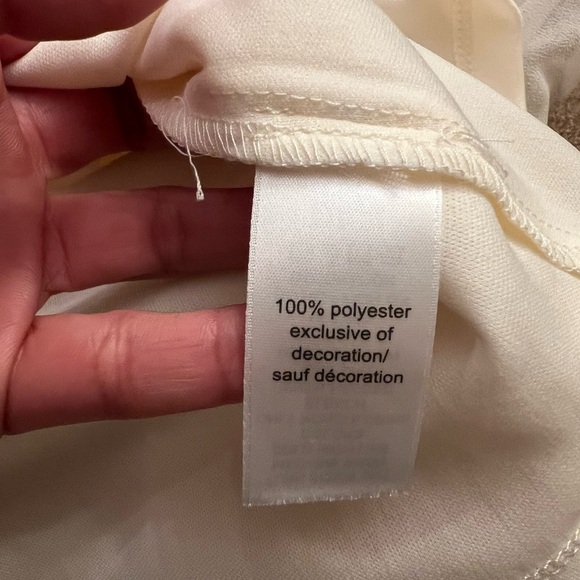 100% polyester
exclusive of
decoration/
sauf décoration